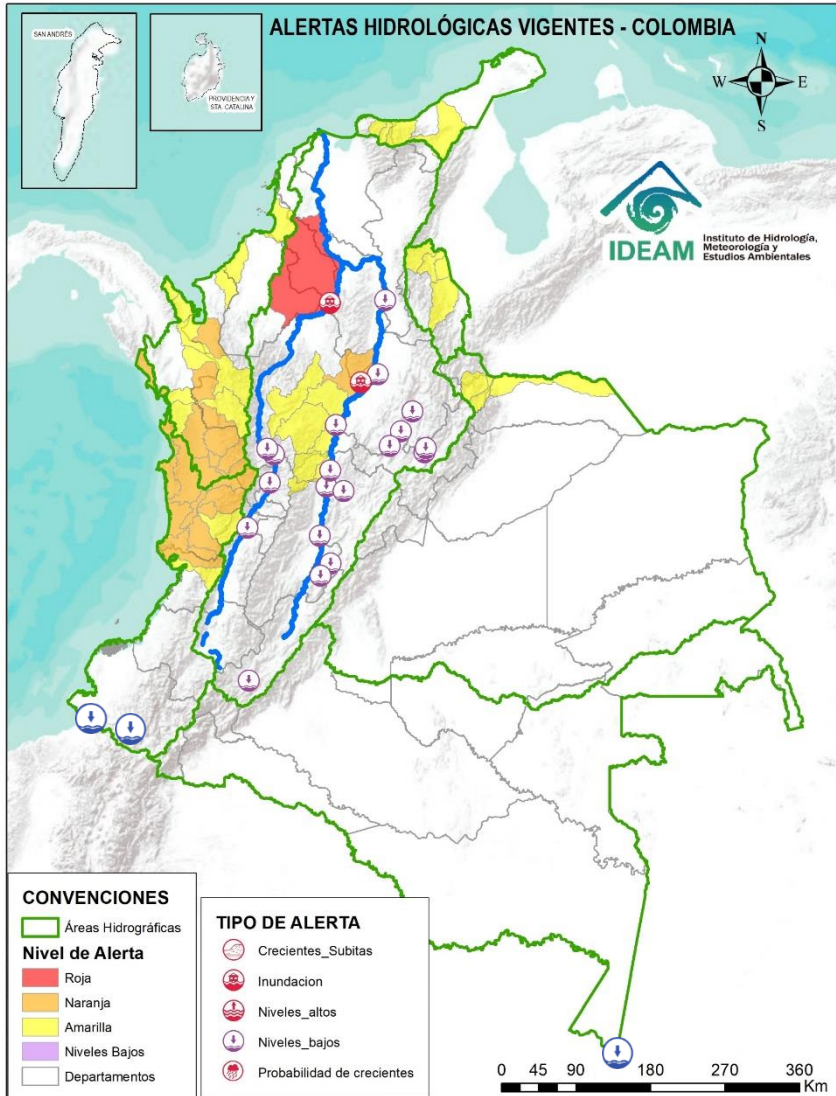 ALERTAS HIDROLÓGICAS VIGENTES - COLOMBIA
SAN ANDRÉS
PROVIDENCIA Y
STA. CATALINA
N
W
E
S
IDEAM
Instituto de Hidrología,
Meteorología y
Estudios Ambientales
CONVENCIONES
Áreas Hidrográficas
Nivel de Alerta
Roja
Naranja
Amarilla
Niveles Bajos
Departamentos
TIPO DE ALERTA
Crecientes_Subitas
Inundacion
Niveles_altos
Niveles_bajos
Probabilidad de crecientes
0 45 90 180 270 360
Km